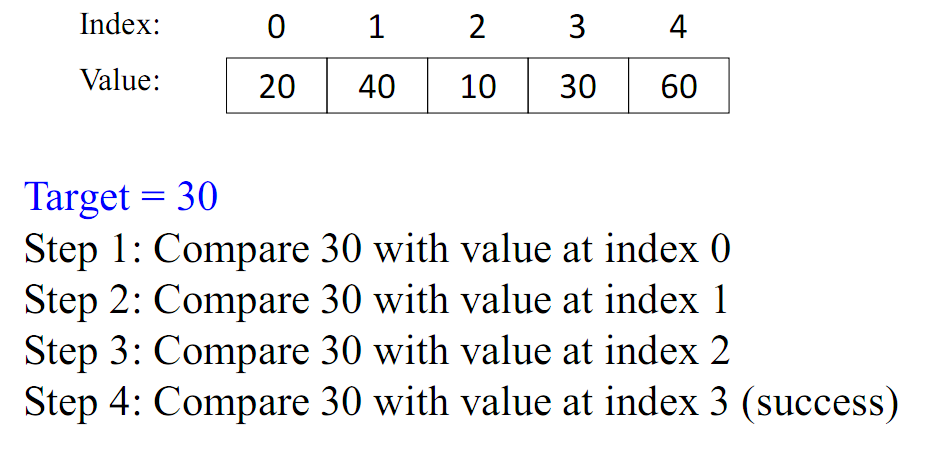 Index: 0 1 2 3 4
Value: 20 40 10 30 60
Target = 30
Step 1: Compare 30 with value at index 0
Step 2: Compare 30 with value at index 1
Step 3: Compare 30 with value at index 2
Step 4: Compare 30 with value at index 3 (success)